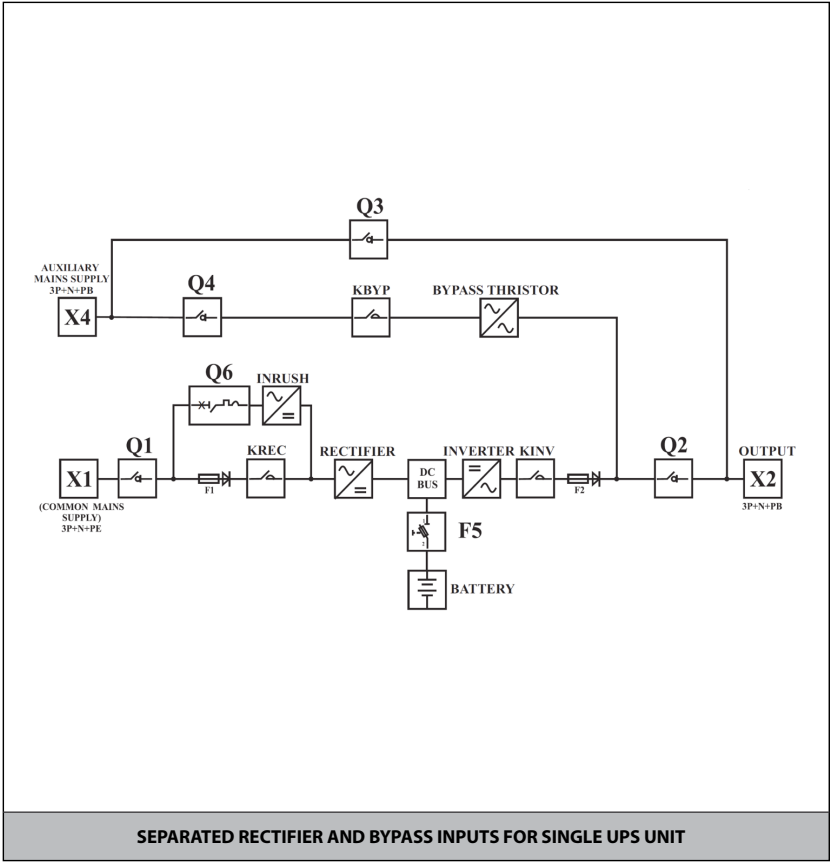 Q3
AUXILIARY
MAINS SUPPLY
3P+N+PB
X4
Q4
KBYP
BYPASS THRISTOR
Q6
INRUSH
Q1
KREC
RECTIFIER
INVERTER
KINV
Q2
OUTPUT
X1
F1
DC
BUS
F2
X2
(COMMON MAINS
SUPPLY)
3P+N+PE
3P+N+PB
1
2
F5
BATTERY
SEPARATED RECTIFIER AND BYPASS INPUTS FOR SINGLE UPS UNIT